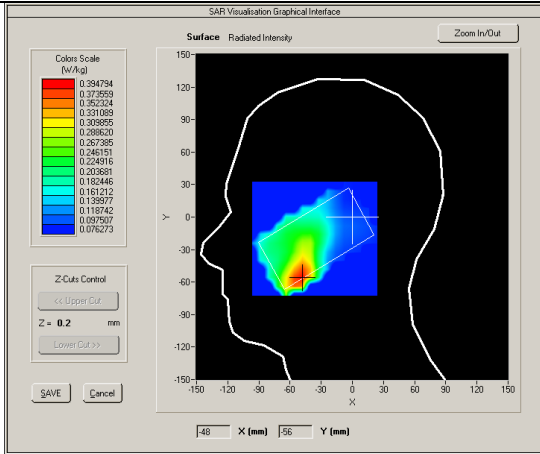 SAR Visualisation Graphical Interface
Surface Radiated Intensity
Zoom In/Out
Colors Scale
(W/kg)
0.394794
0.373559
0.352324
0.331089
0.309855
0.288620
0.267385
0.246151
0.224916
0.203681
0.182446
0.161212
0.139977
0.118742
0.097507
0.076273
150
120
90
60
30
0
-30
-60
-90
-120
-150
Y
-150 -120 -90 -60 -30 0 30 60 90 120 150
X
Z-Cuts Control
<< Upper Cut
Z = 0.2 mm
Lower Cut >>
SAVE Cancel
-48 X (mm) -56 Y (mm)